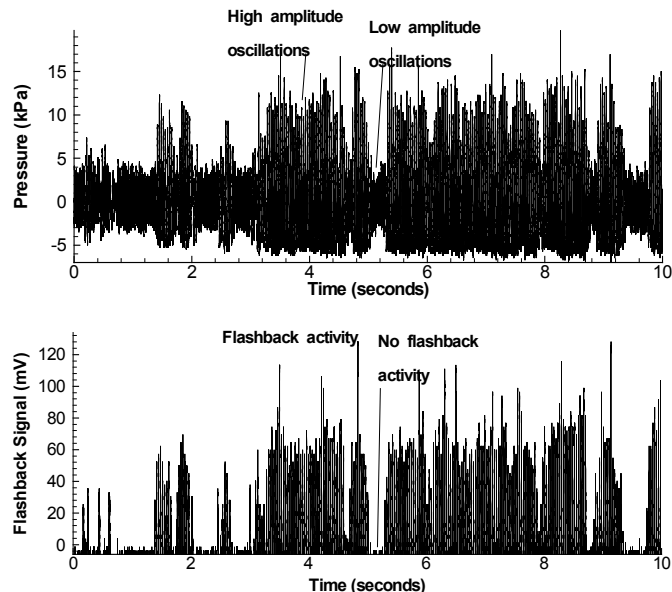 High amplitude
oscillations
Low amplitude
oscillations
Pressure (kPa)
15
10
5
0
-5
0 2 4 6 8 10
Time (seconds)
Flashback activity
No flashback
activity
Flashback Signal (mV)
120
100
80
60
40
20
0
0 2 4 6 8 10
Time (seconds)